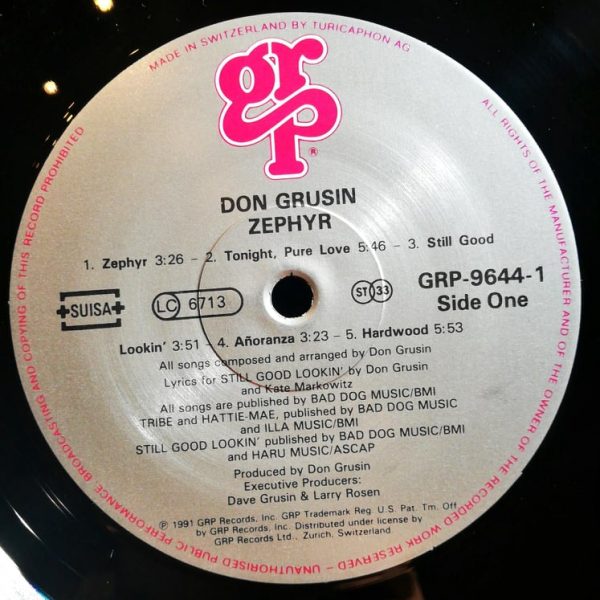 MADE IN SWITZERLAND BY TURICAPHON AG
ALL RIGHTS OF THE MANUFACTURER AND OF THE OWNER OF THE RECORDED WORK RESERVED – UNAUTHORISED PUBLIC PERFORMANCE BROADCASTING AND COPYING OF THIS RECORD PROHIBITED
grp®
DON GRUSIN
ZEPHYR
1. Zephyr 3:26 – 2. Tonight, Pure Love 5:46 – 3. Still Good
GRP-9644-1
+SUISA+
LC 6713
ST 33
Side One
Lookin' 3:51 – 4. Añoranza 3:23 – 5. Hardwood 5:53
All songs composed and arranged by Don Grusin
Lyrics for STILL GOOD LOOKIN' by Don Grusin
and Kate Markowitz
All songs are published by BAD DOG MUSIC/BMI
TRIBE and HATTIE-MAE, published by BAD DOG MUSIC
and ILLA MUSIC/BMI
STILL GOOD LOOKIN' published by BAD DOG MUSIC/BMI
and HARU MUSIC/ASCAP
Produced by Don Grusin
Executive Producers:
Dave Grusin & Larry Rosen
℗ 1991 GRP Records, Inc. GRP Trademark Reg. U.S. Pat. Tm. Off
by GRP Records, Inc. Distributed under license by
GRP Records Ltd., Zurich, Switzerland.